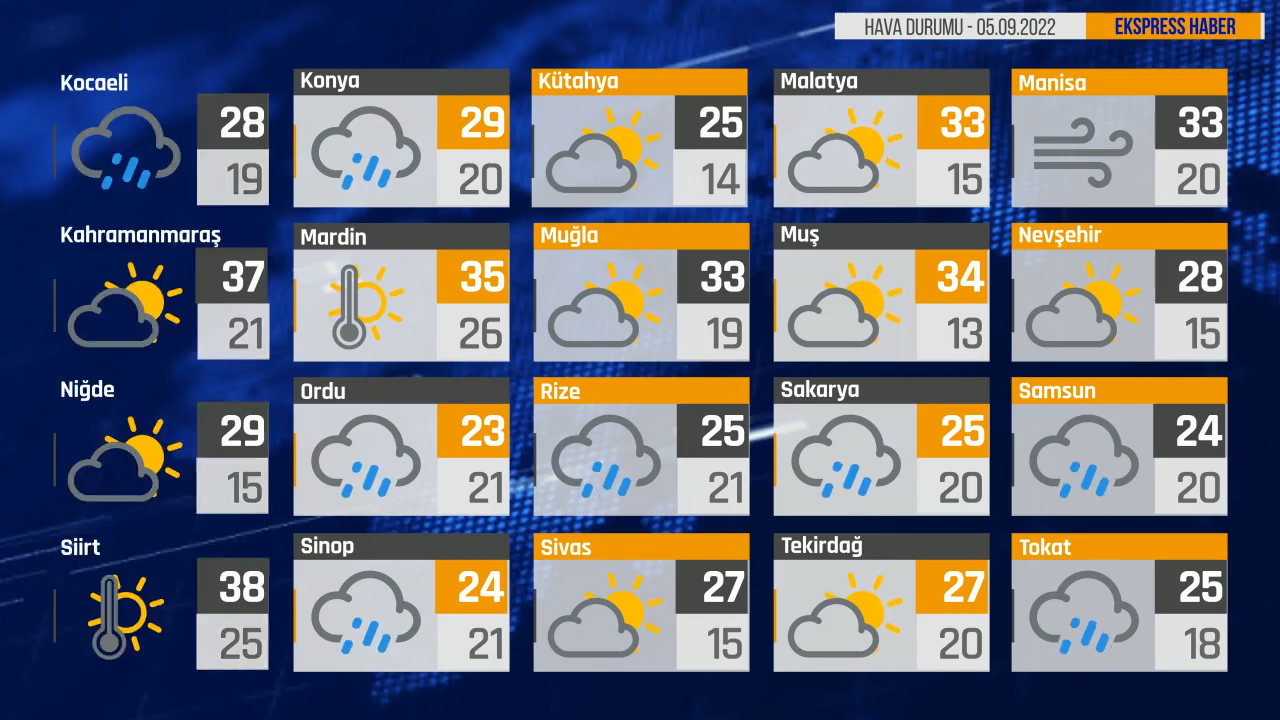 HAVA DURUMU - 05.09.2022 EKSPRESS HABER
Kocaeli
28
19
Konya
29
20
Kütahya
25
14
Malatya
33
15
Manisa
33
20
Kahramanmaraş
37
21
Mardin
35
26
Muğla
33
19
Muş
34
13
Nevşehir
28
15
Niğde
29
15
Ordu
23
21
Rize
25
21
Sakarya
25
20
Samsun
24
20
Siirt
38
25
Sinop
24
21
Sivas
27
15
Tekirdağ
27
20
Tokat
25
18